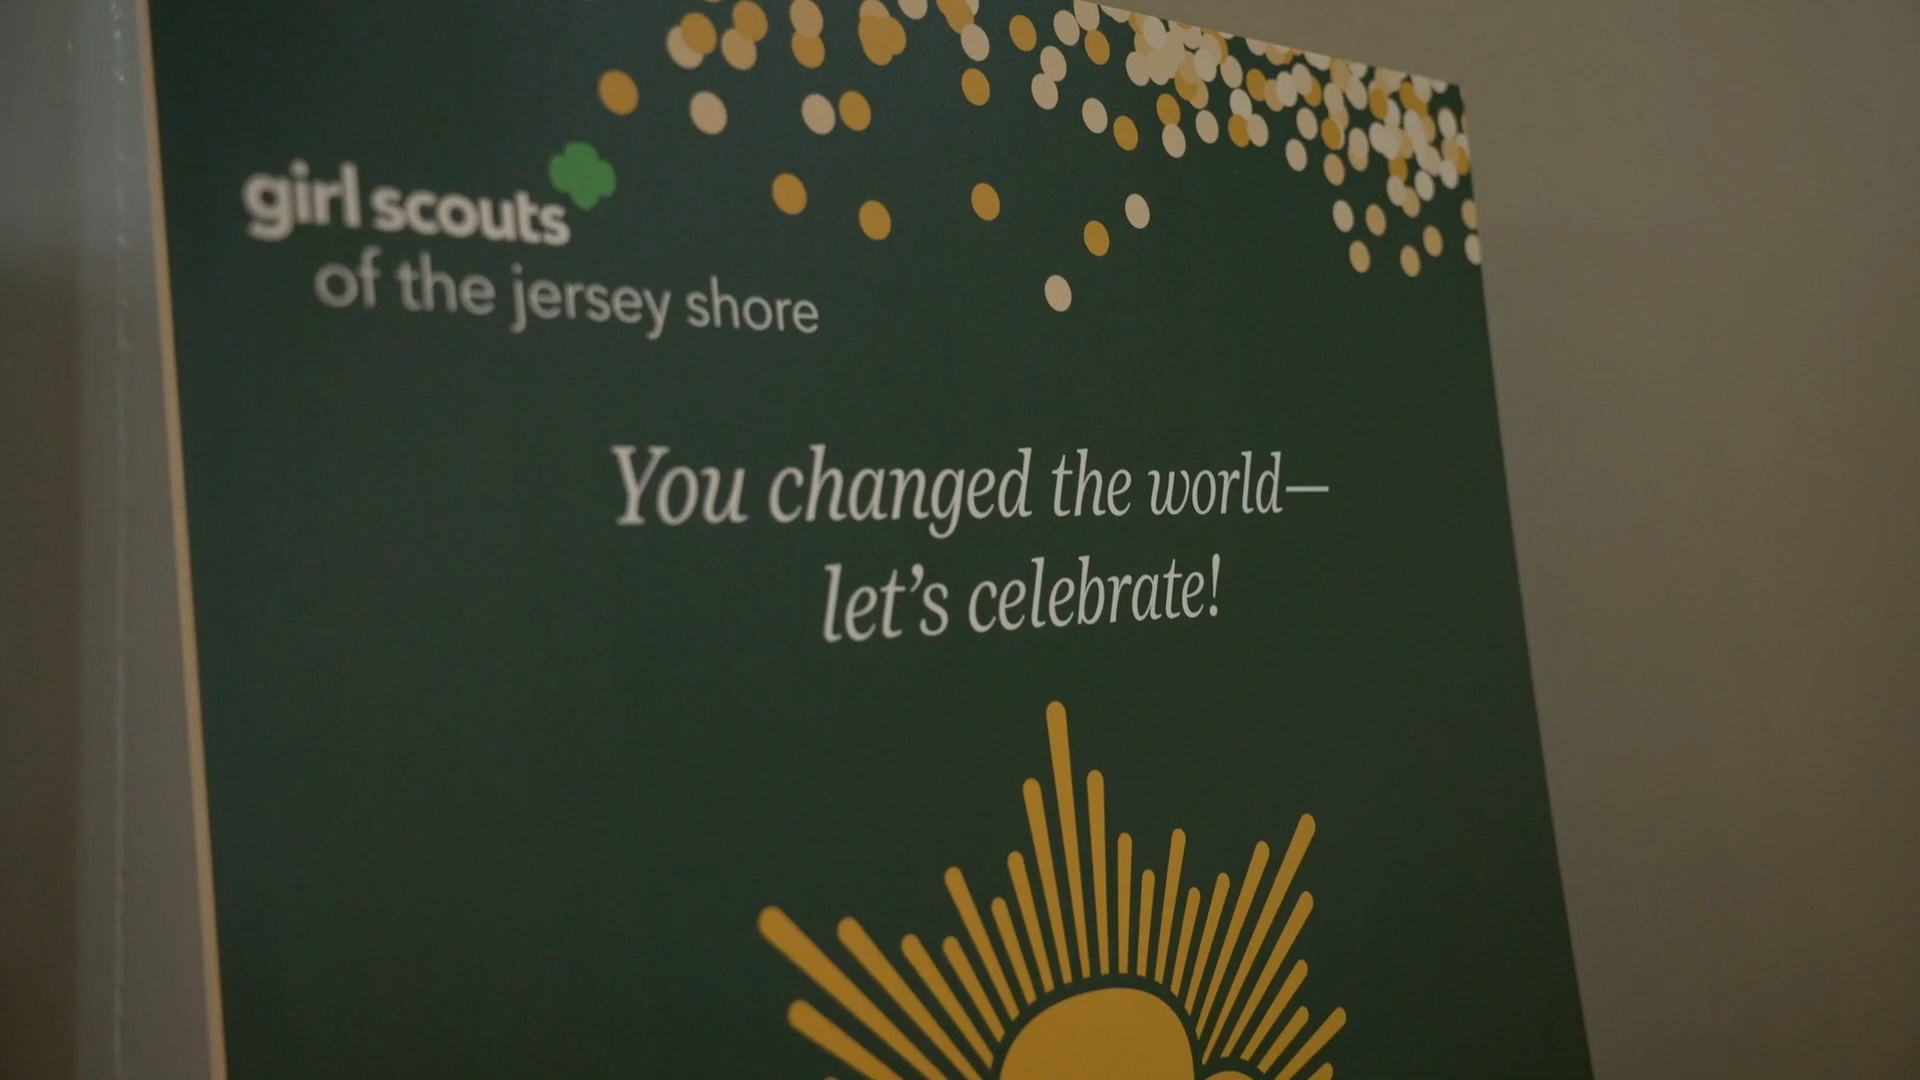 girl scouts
of the jersey shore
You changed the world—
let's celebrate!